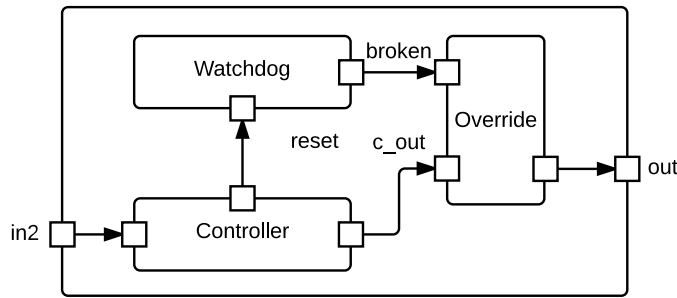 broken
Watchdog
Override
reset
c_out
out
in2
Controller